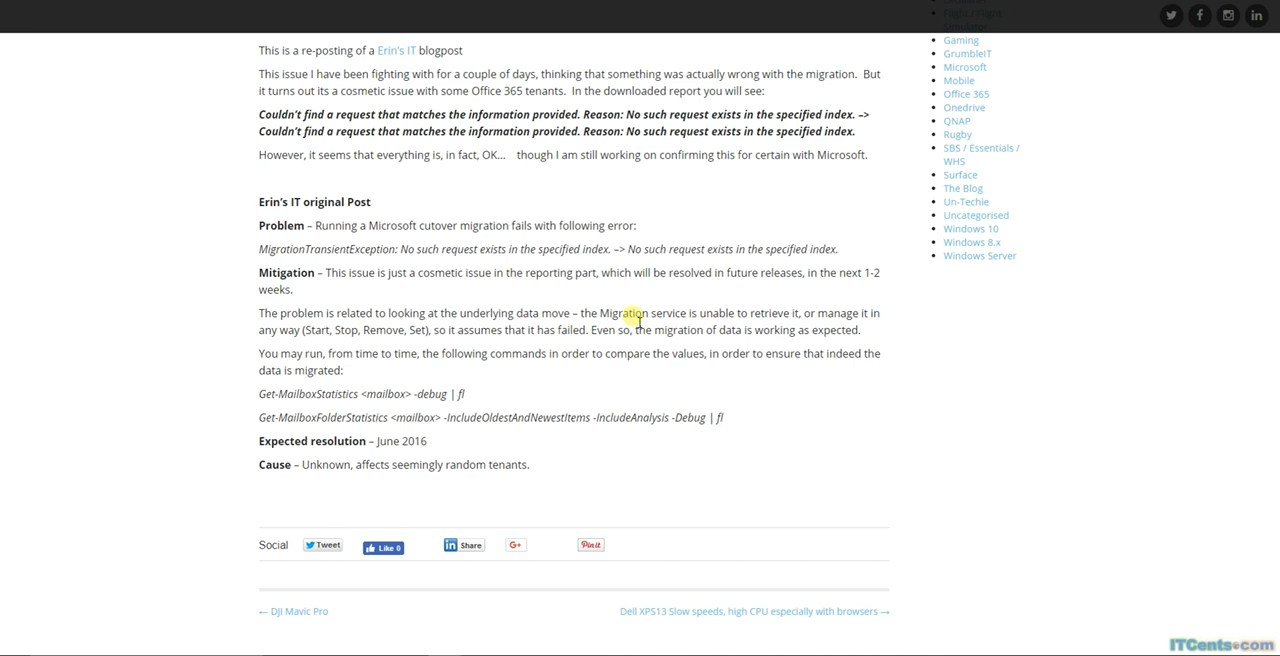 Flight / Flight
This is a re-posting of a Erin's IT blogpost
This issue I have been fighting with for a couple of days, thinking that something was actually wrong with the migration.  But
it turns out its a cosmetic issue with some Office 365 tenants.  In the downloaded report you will see:
Couldn't find a request that matches the information provided. Reason: No such request exists in the specified index. –>
Couldn't find a request that matches the information provided. Reason: No such request exists in the specified index.
However, it seems that everything is, in fact, OK…    though I am still working on confirming this for certain with Microsoft.
Erin's IT original Post
Problem – Running a Microsoft cutover migration fails with following error:
MigrationTransientException: No such request exists in the specified index. –> No such request exists in the specified index.
Mitigation – This issue is just a cosmetic issue in the reporting part, which will be resolved in future releases, in the next 1-2
weeks.
The problem is related to looking at the underlying data move – the Migration service is unable to retrieve it, or manage it in
any way (Start, Stop, Remove, Set), so it assumes that it has failed. Even so, the migration of data is working as expected.
You may run, from time to time, the following commands in order to compare the values, in order to ensure that indeed the
data is migrated:
Get-MailboxStatistics <mailbox> -debug | fl
Get-MailboxFolderStatistics <mailbox> -IncludeOldestAndNewestItems -IncludeAnalysis -Debug | fl
Expected resolution – June 2016
Cause – Unknown, affects seemingly random tenants.
Social
Tweet
Like 0
Share
G+
Pin it
← DJI Mavic Pro
Dell XPS13 Slow speeds, high CPU especially with browsers →
Gaming
GrumbleIT
Microsoft
Mobile
Office 365
Onedrive
QNAP
Rugby
SBS / Essentials /
WHS
Surface
The Blog
Un-Techie
Uncategorised
Windows 10
Windows 8.x
Windows Server
ITCents.com